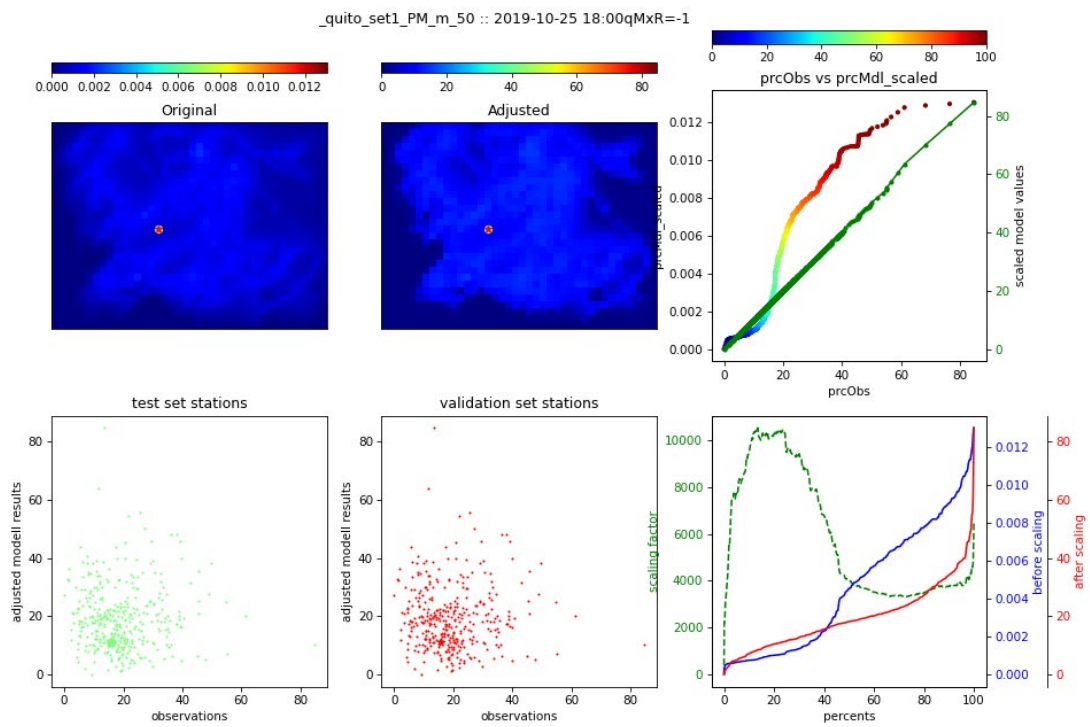 _quito_set1_PM_m_50 :: 2019-10-25 18:00qMxR=-1
0.000 0.002 0.004 0.006 0.008 0.010 0.012
Original
0 20 40 60 80
Adjusted
0 20 40 60 80 100
prcObs vs prcMdl_scaled
0.012
0.010
0.008
0.006
0.004
0.002
0.000
prcMdl_scaled
80
60
40
20
0
scaled model values
0 20 40 60 80
prcObs
test set stations
adjusted modell results
80
60
40
20
0
0 20 40 60 80
observations
validation set stations
adjusted modell results
80
60
40
20
0
0 20 40 60 80
observations
scaling factor
10000
8000
6000
4000
2000
0
0.012
0.010
0.008
0.006
0.004
0.002
0.000
before scaling
80
60
40
20
0
after scaling
0 20 40 60 80 100
percents